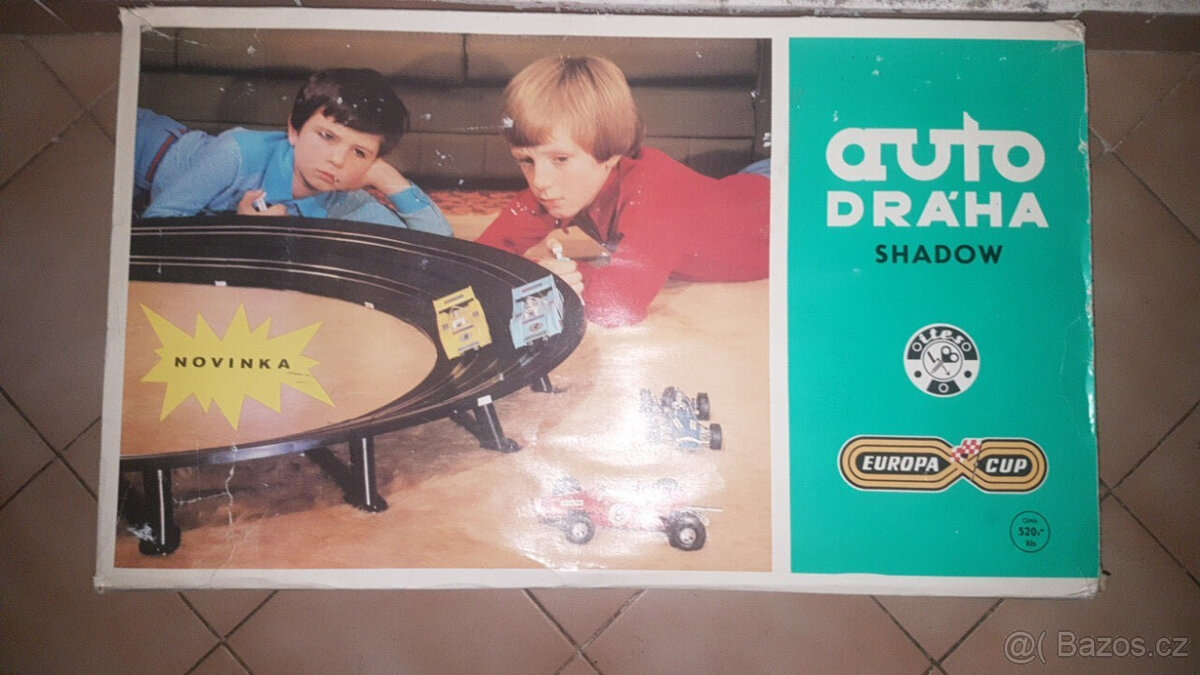 auto
DRÁHA
SHADOW
NOVINKA
ites
EUROPA CUP
CENA
520,-
Kčs
@( Bazos.cz